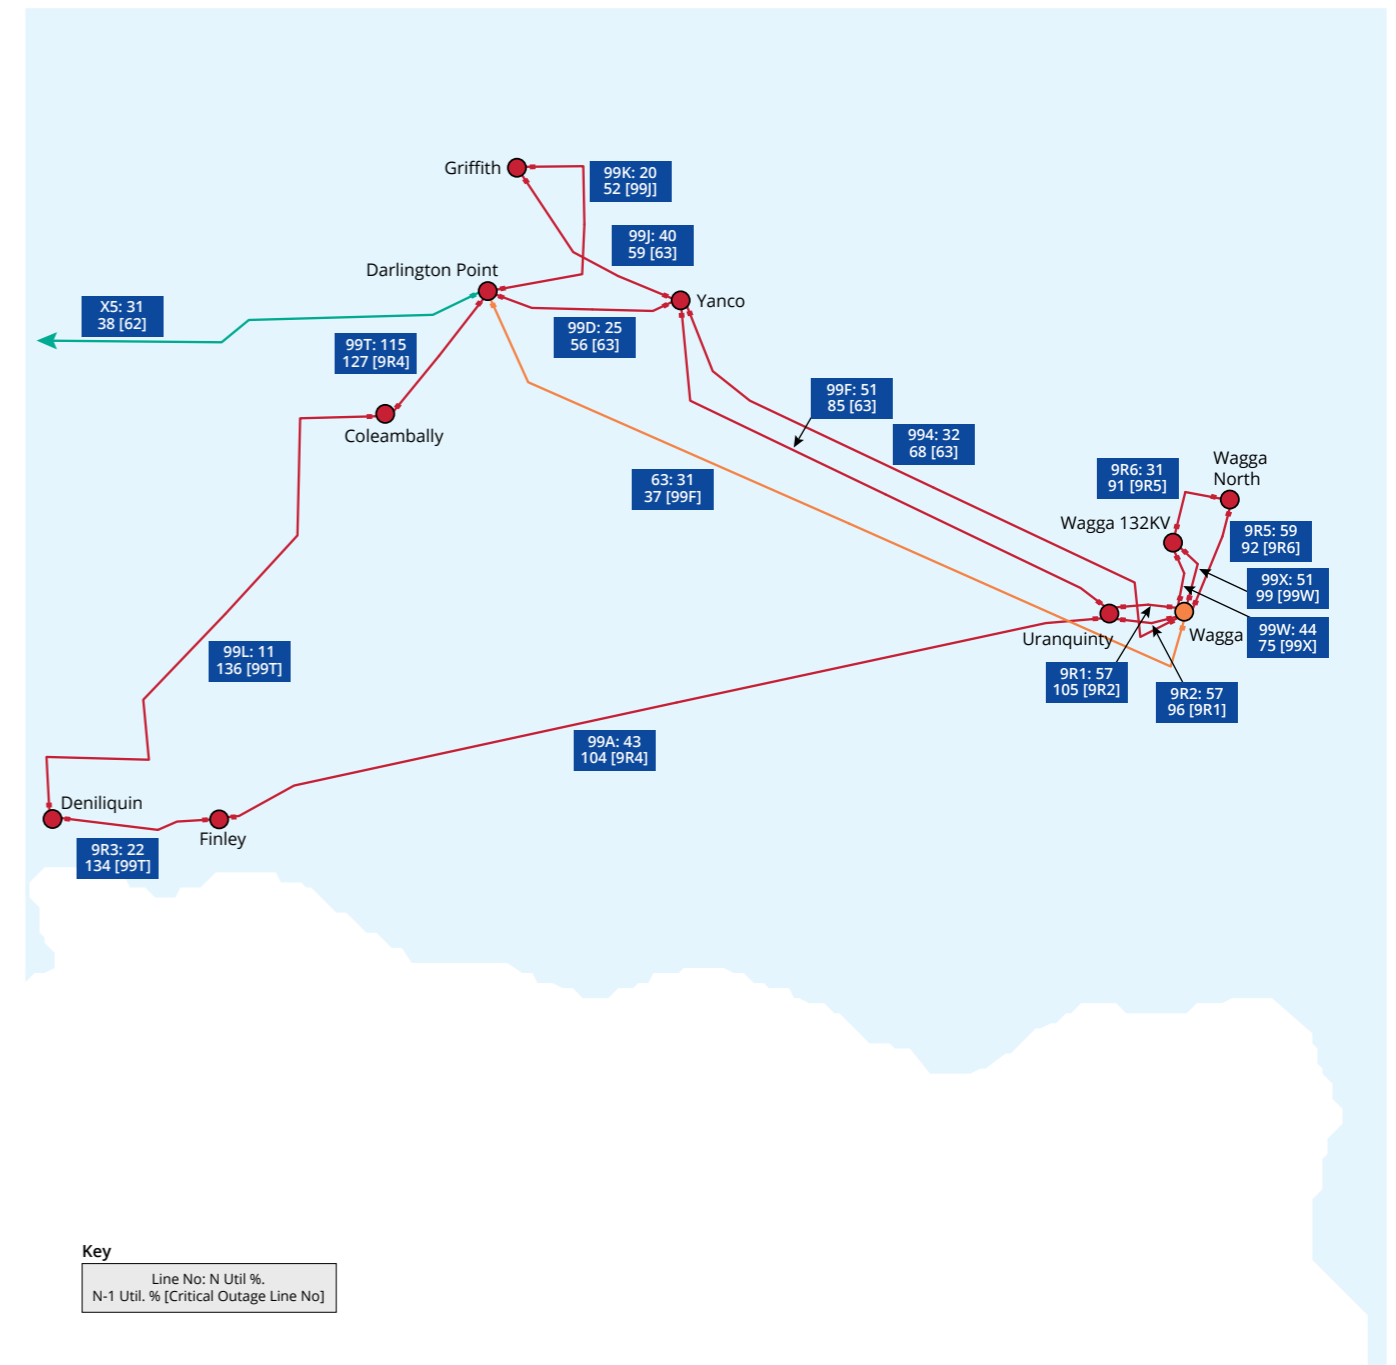 Griffith
99K: 20
52 [99J]
99J: 40
59 [63]
Darlington Point
Yanco
X5: 31
38 [62]
99D: 25
56 [63]
99T: 115
127 [9R4]
Coleambally
99F: 51
85 [63]
994: 32
68 [63]
63: 31
37 [99F]
Wagga
North
9R6: 31
91 [9R5]
Wagga 132KV
9R5: 59
92 [9R6]
99X: 51
99 [99W]
99W: 44
75 [99X]
Uranquinty
Wagga
9R1: 57
105 [9R2]
9R2: 57
96 [9R1]
99L: 11
136 [99T]
99A: 43
104 [9R4]
Deniliquin
Finley
9R3: 22
134 [99T]
Key
Line No: N Util %.
N-1 Util. % [Critical Outage Line No]